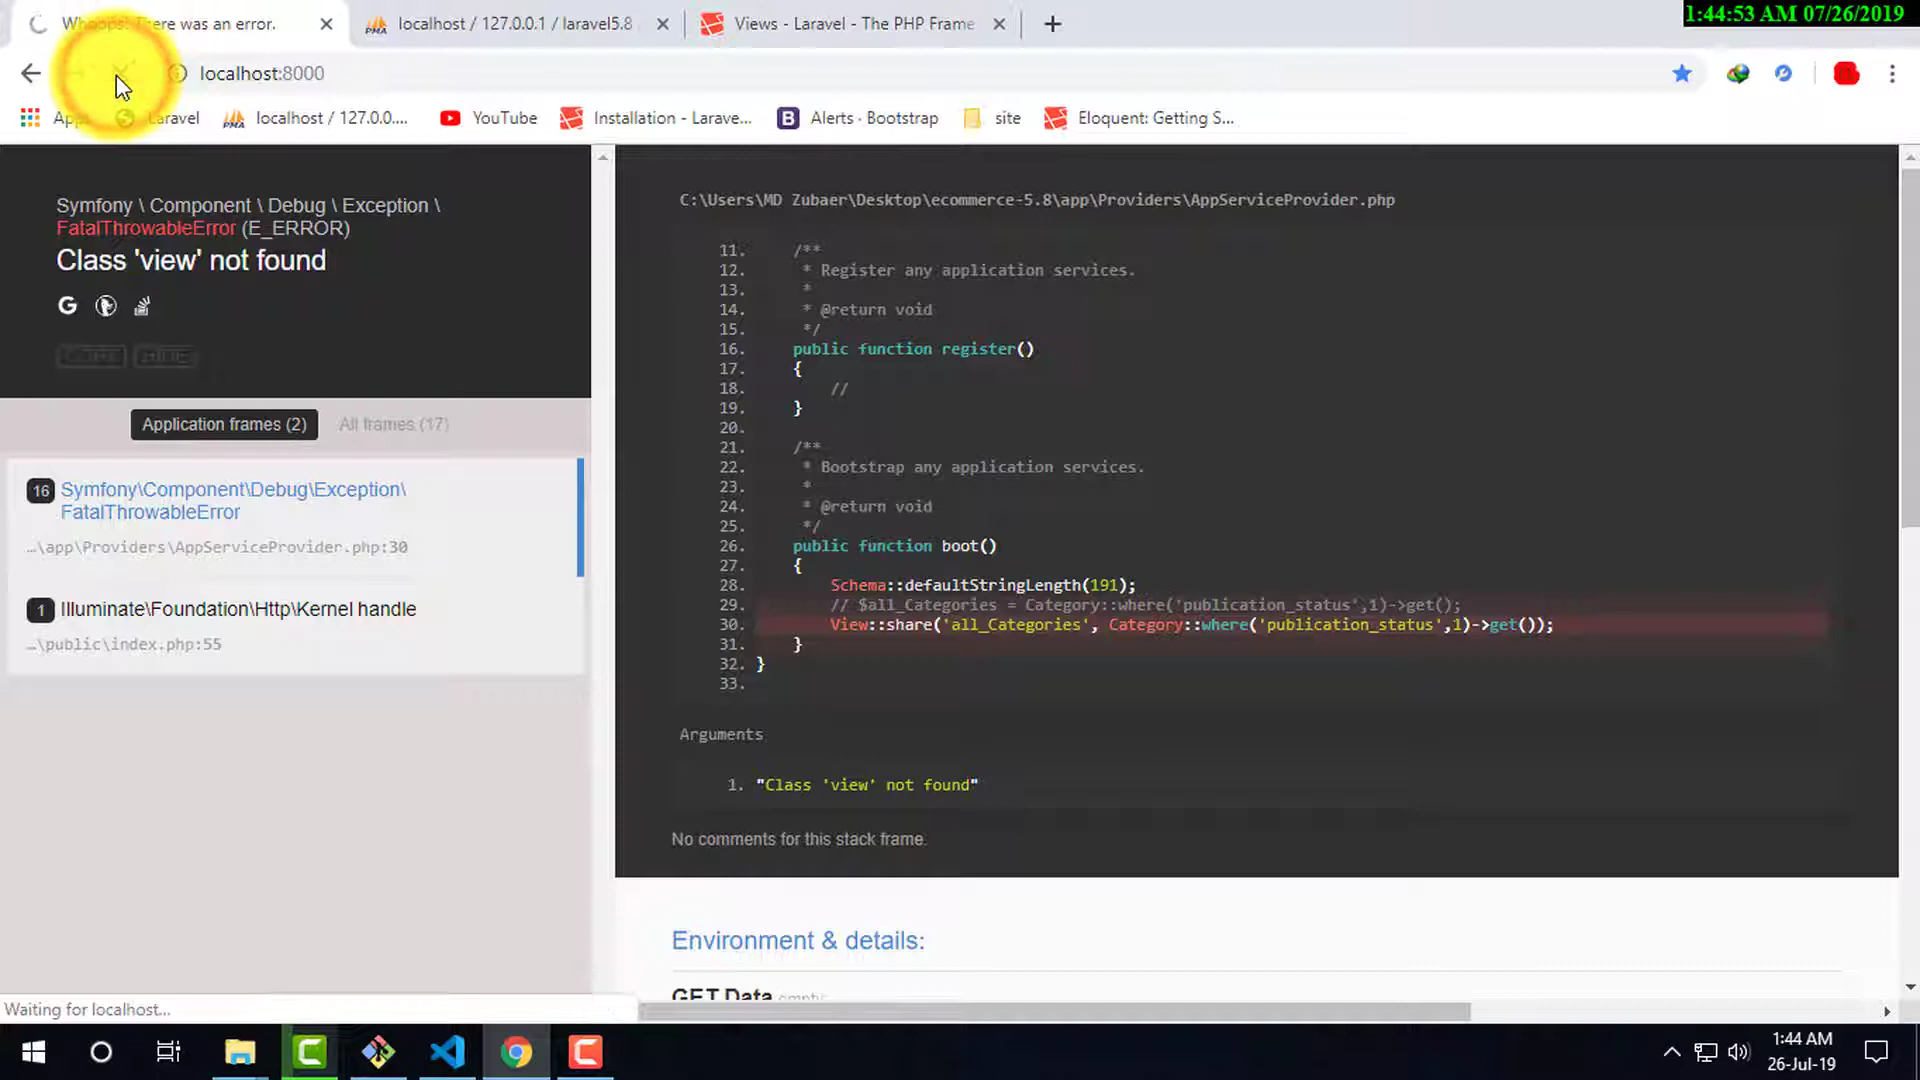 1:44:53 AM 07/26/2019
Whoops! There was an error.
localhost / 127.0.0.1 / laravel5.8
Views - Laravel - The PHP Frame
localhost:8000
Apps
Laravel
localhost / 127.0.0....
YouTube
Installation - Larave...
Alerts · Bootstrap
site
Eloquent: Getting S...
Symfony \ Component \ Debug \ Exception \
FatalThrowableError (E_ERROR)
Class 'view' not found
Application frames (2)
All frames (17)
16 Symfony\Component\Debug\Exception\
FatalThrowableError
…\app\Providers\AppServiceProvider.php:30
1 Illuminate\Foundation\Http\Kernel handle
…\public\index.php:55
C:\Users\MD Zubaer\Desktop\ecommerce-5.8\app\Providers\AppServiceProvider.php
11. /**
12. * Register any application services.
13. *
14. * @return void
15. */
16. public function register()
17. {
18. //
19. }
20.
21. /**
22. * Bootstrap any application services.
23. *
24. * @return void
25. */
26. public function boot()
27. {
28. Schema::defaultStringLength(191);
29. // $all_Categories = Category::where('publication_status',1)->get();
30. View::share('all_Categories', Category::where('publication_status',1)->get());
31. }
32. }
33.
Arguments
1. "Class 'view' not found"
No comments for this stack frame.
Environment & details:
GET Data empty
Waiting for localhost...
1:44 AM
26-Jul-19